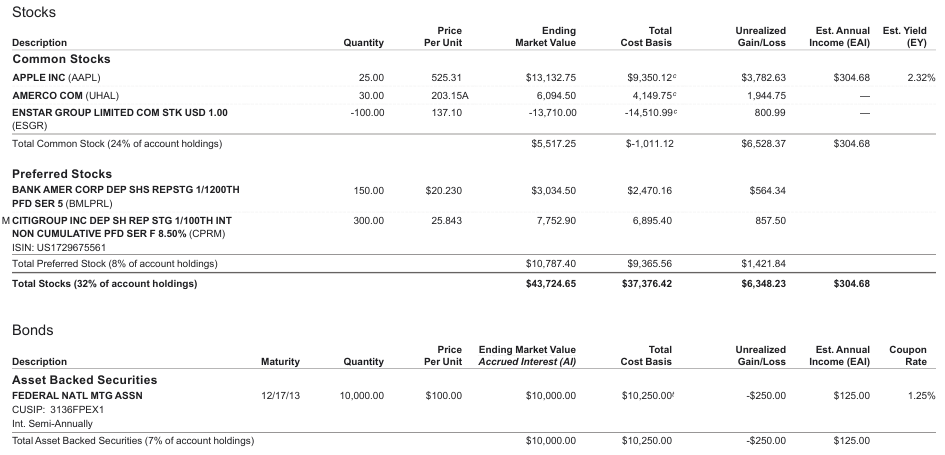 Stocks
Description Quantity Price Per Unit Ending Market Value Total Cost Basis Unrealized Gain/Loss Est. Annual Income (EAI) Est. Yield (EY)
Common Stocks
APPLE INC (AAPL) 25.00 525.31 $13,132.75 $9,350.12c $3,782.63 $304.68 2.32%
AMERCO COM (UHAL) 30.00 203.15A 6,094.50 4,149.75c 1,944.75 —
ENSTAR GROUP LIMITED COM STK USD 1.00 -100.00 137.10 -13,710.00 -14,510.99c 800.99 —
(ESGR)
Total Common Stock (24% of account holdings) $5,517.25 $-1,011.12 $6,528.37 $304.68
Preferred Stocks
BANK AMER CORP DEP SHS REPSTG 1/1200TH 150.00 $20.230 $3,034.50 $2,470.16 $564.34
PFD SER 5 (BMLPRL)
M CITIGROUP INC DEP SH REP STG 1/100TH INT 300.00 25.843 7,752.90 6,895.40 857.50
NON CUMULATIVE PFD SER F 8.50% (CPRM)
ISIN: US1729675561
Total Preferred Stock (8% of account holdings) $10,787.40 $9,365.56 $1,421.84
Total Stocks (32% of account holdings) $43,724.65 $37,376.42 $6,348.23 $304.68
Bonds
Description Maturity Quantity Price Per Unit Ending Market Value Accrued Interest (AI) Total Cost Basis Unrealized Gain/Loss Est. Annual Income (EAI) Coupon Rate
Asset Backed Securities
FEDERAL NATL MTG ASSN 12/17/13 10,000.00 $100.00 $10,000.00 $10,250.00t -$250.00 $125.00 1.25%
CUSIP: 3136FPEX1
Int. Semi-Annually
Total Asset Backed Securities (7% of account holdings) $10,000.00 $10,250.00 -$250.00 $125.00